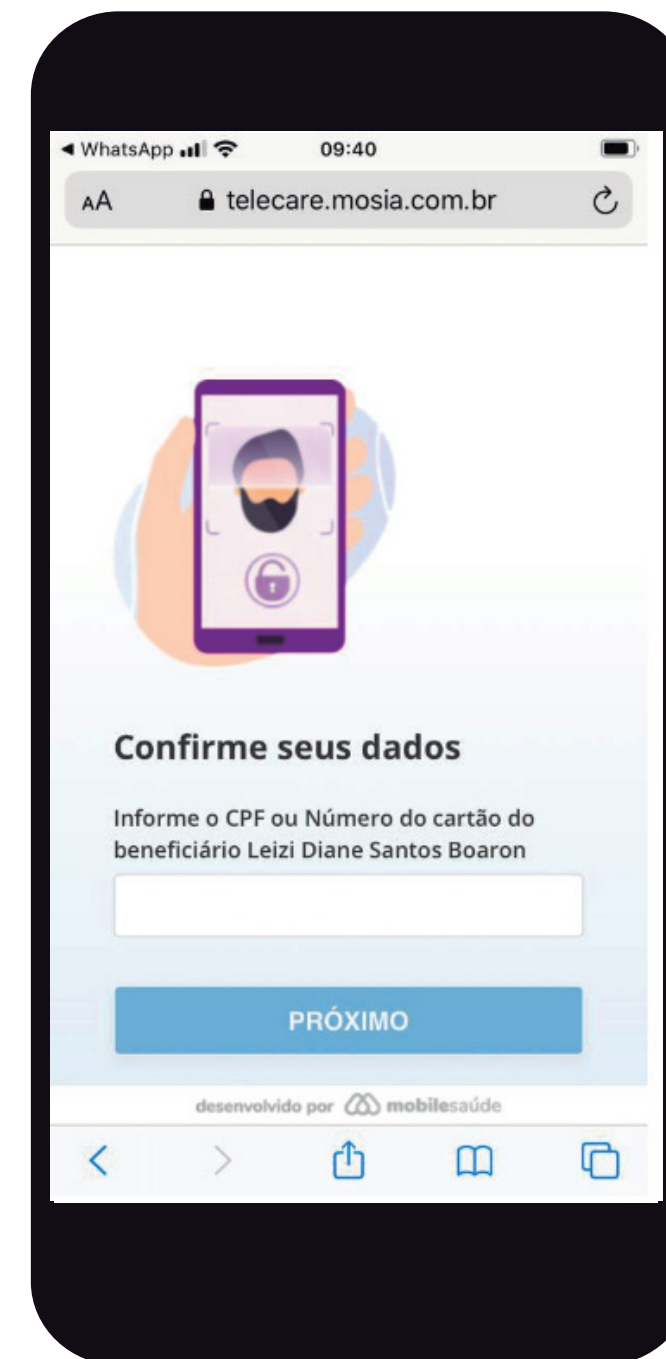 WhatsApp 09:40
AA telecare.mosia.com.br
Confirme seus dados
Informe o CPF ou Número do cartão do
beneficiário Leizi Diane Santos Boaron
PRÓXIMO
desenvolvido por mobilesaúde